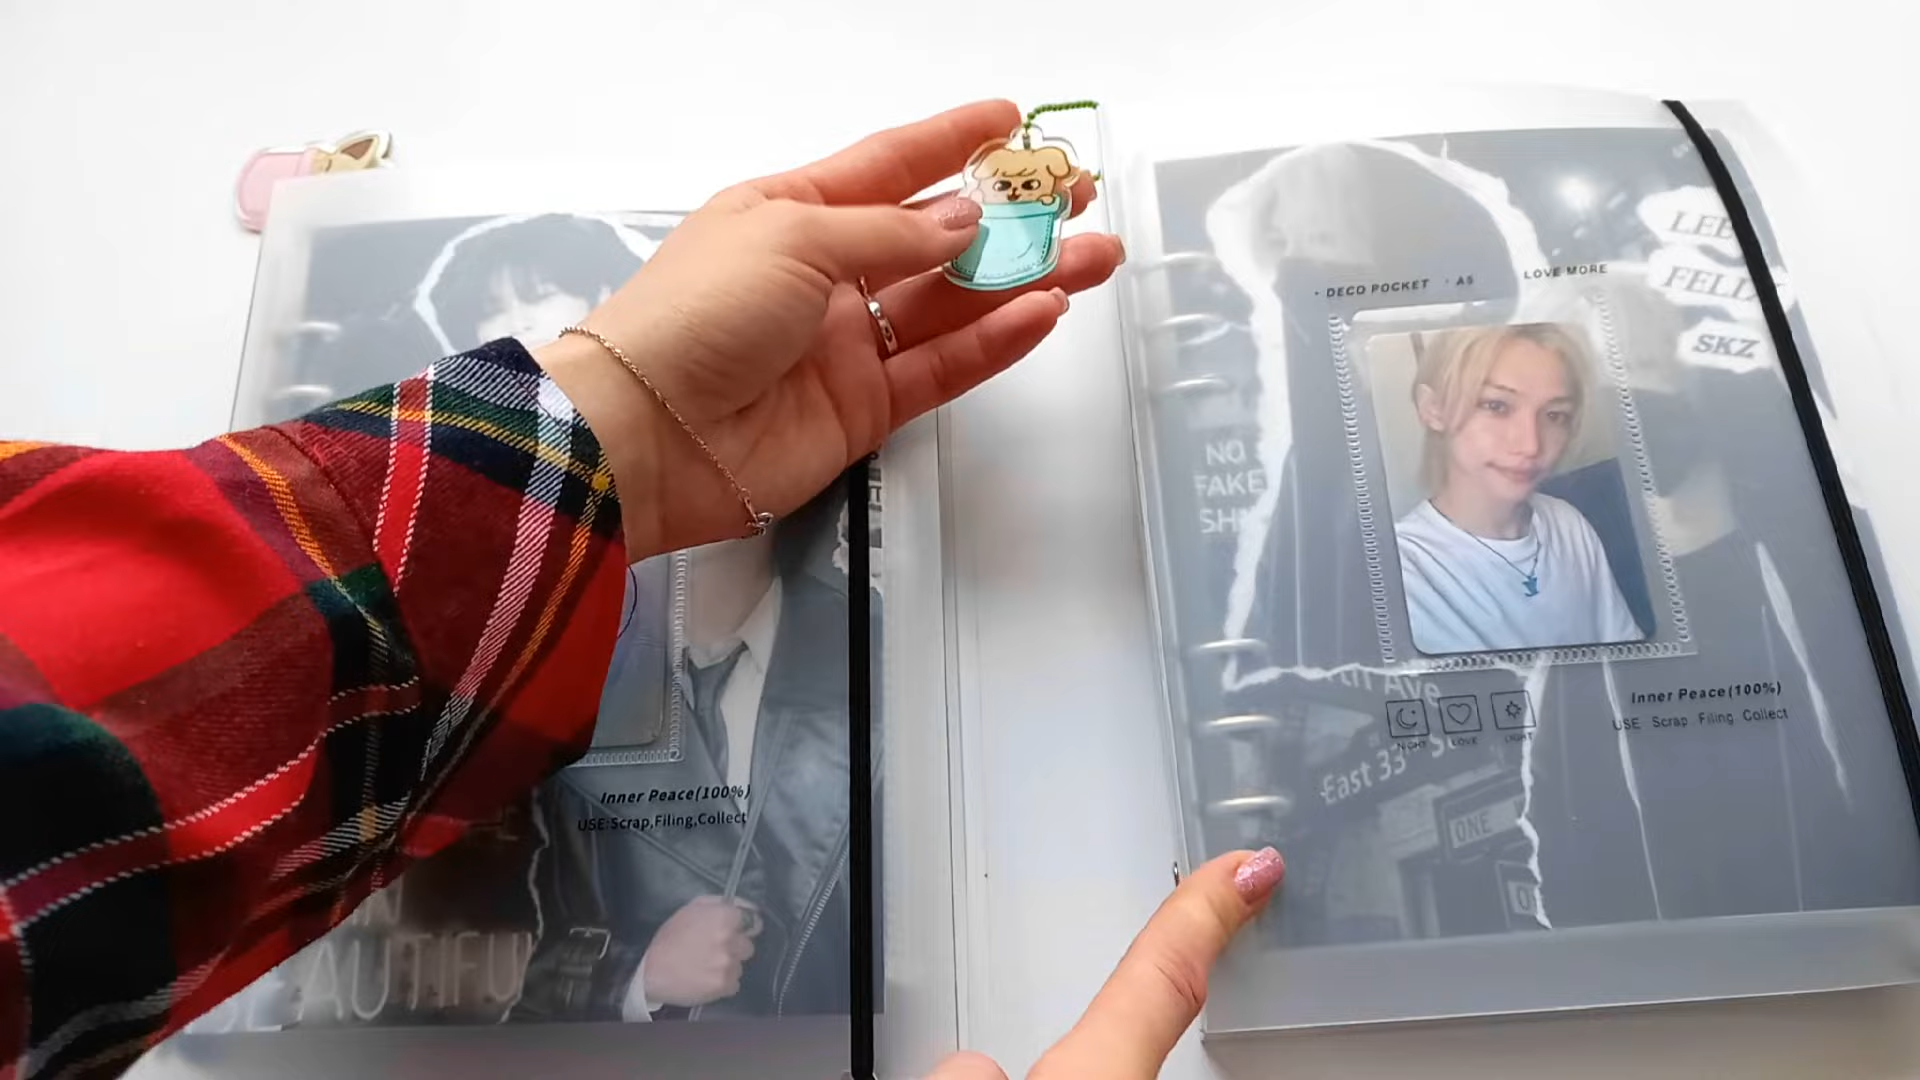 Inner Peace(100%)
USE:Scrap,Filing,Collect
LEE
FELIX
SKZ
• DECO POCKET • A5
LOVE MORE
NO
FAKE
Inner Peace(100%)
USE Scrap Filing Collect
NIGHT
LOVE
LIGHT
Ave
East 33
ONE